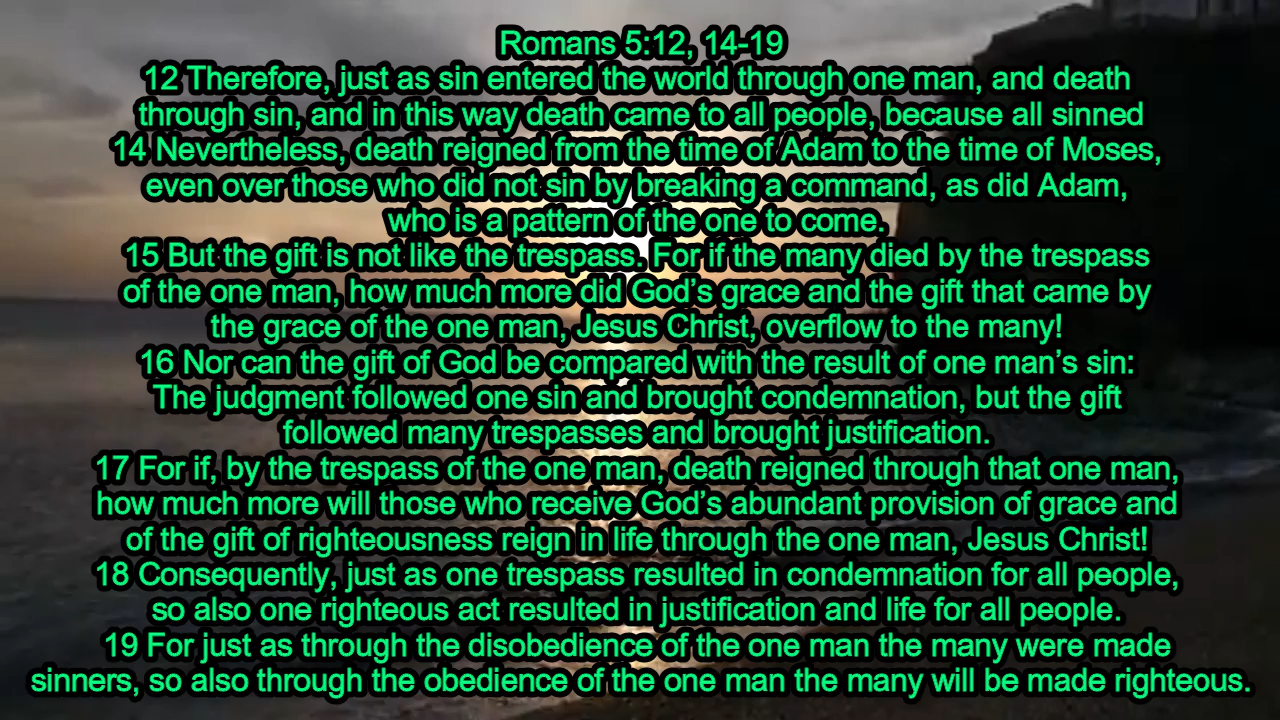 Romans 5:12, 14-19
12 Therefore, just as sin entered the world through one man, and death
through sin, and in this way death came to all people, because all sinned
14 Nevertheless, death reigned from the time of Adam to the time of Moses,
even over those who did not sin by breaking a command, as did Adam,
who is a pattern of the one to come.
15 But the gift is not like the trespass. For if the many died by the trespass
of the one man, how much more did God’s grace and the gift that came by
the grace of the one man, Jesus Christ, overflow to the many!
16 Nor can the gift of God be compared with the result of one man’s sin:
The judgment followed one sin and brought condemnation, but the gift
followed many trespasses and brought justification.
17 For if, by the trespass of the one man, death reigned through that one man,
how much more will those who receive God’s abundant provision of grace and
of the gift of righteousness reign in life through the one man, Jesus Christ!
18 Consequently, just as one trespass resulted in condemnation for all people,
so also one righteous act resulted in justification and life for all people.
19 For just as through the disobedience of the one man the many were made
sinners, so also through the obedience of the one man the many will be made righteous.